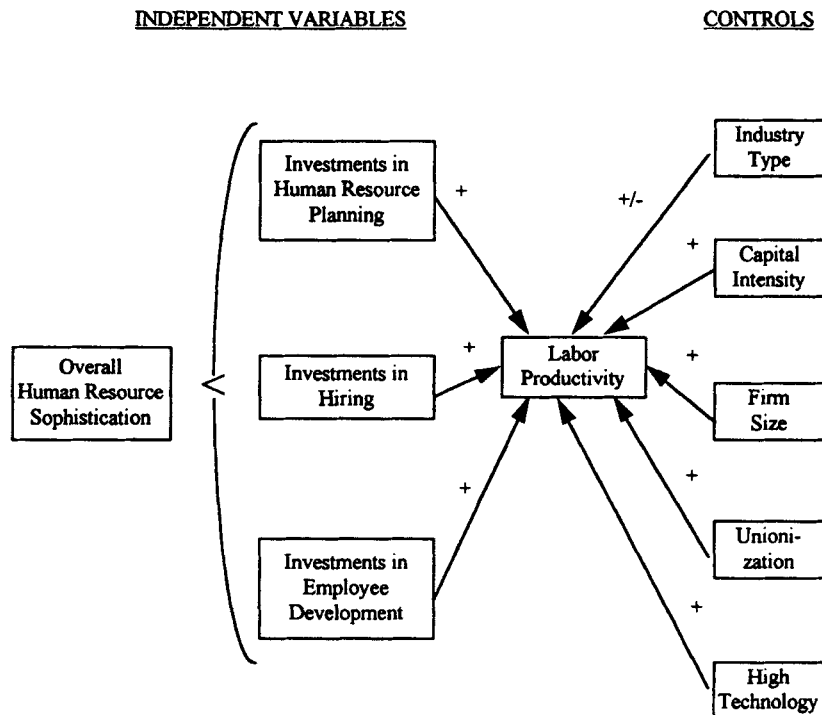 INDEPENDENT VARIABLES
CONTROLS
Overall
Human Resource
Sophistication
Investments in
Human Resource
Planning
+
Investments in
Hiring
+
Investments in
Employee
Development
+
Labor
Productivity
Industry
Type
+/-
Capital
Intensity
+
Firm
Size
+
Unioni-
zation
+
High
Technology
+